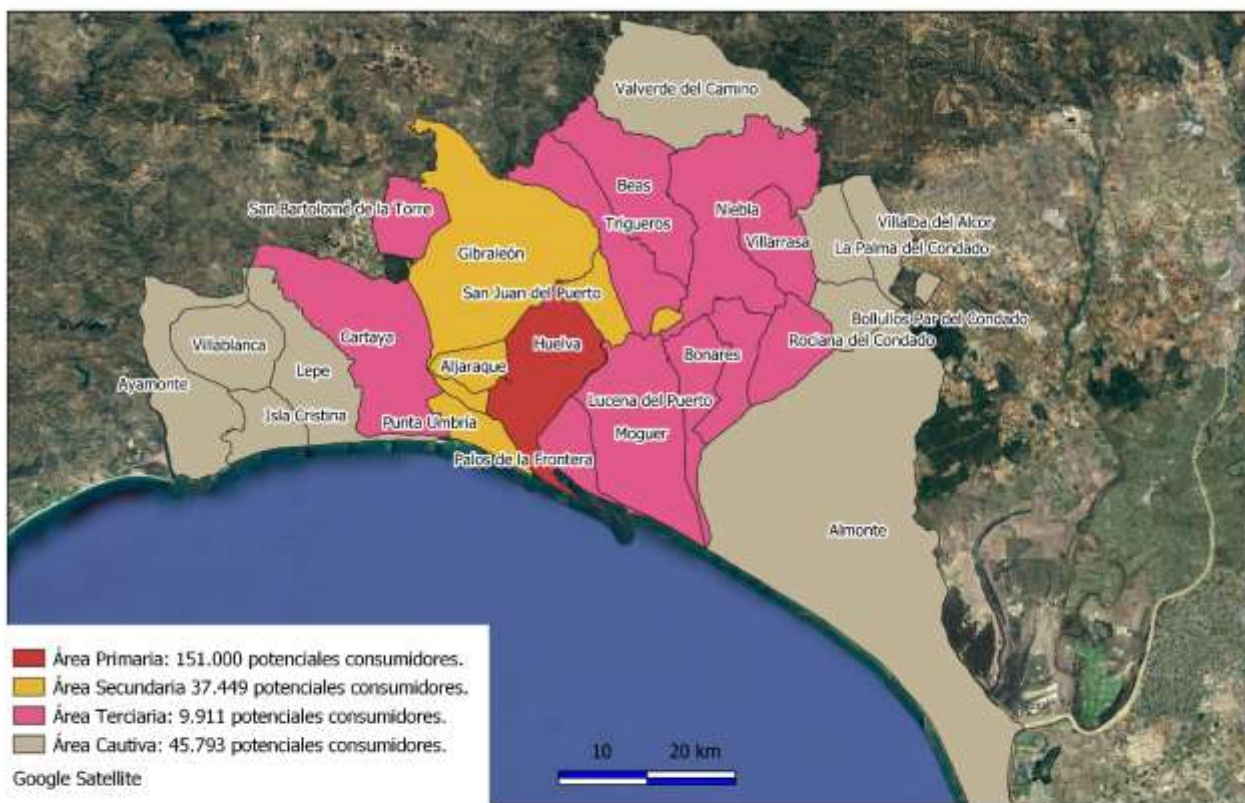 Valverde del Camino
Beas
San Bartolomé de la Torre
Trigueros
Niebla
Villarrasa
Villalba del Alcor
La Palma del Condado
Gibraleón
San Juan del Puerto
Bollullos Par del Condado
Cartaya
Huelva
Rociana del Condado
Villablanca
Aljaraque
Bonares
Lepe
Ayamonte
Isla Cristina
Punta Umbría
Lucena del Puerto
Moguer
Palos de la Frontera
Almonte
Área Primaria: 151.000 potenciales consumidores.
Área Secundaria 37.449 potenciales consumidores.
Área Terciaria: 9.911 potenciales consumidores.
Área Cautiva: 45.793 potenciales consumidores.
Google Satellite
10 20 km